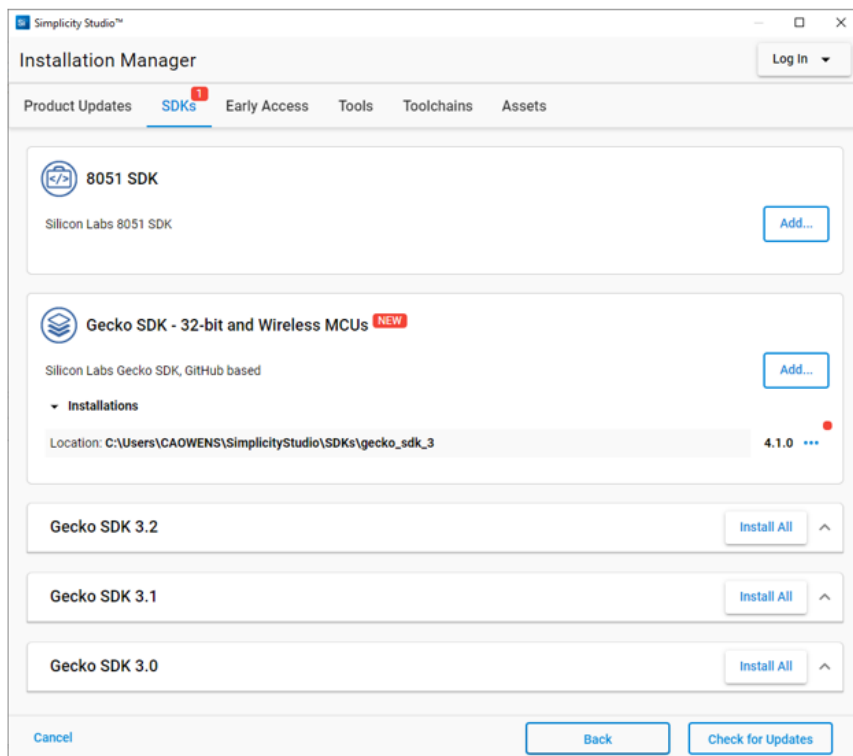 Simplicity Studio™
Installation Manager
Log In
Product Updates SDKs 1 Early Access Tools Toolchains Assets
8051 SDK
Silicon Labs 8051 SDK
Add...
Gecko SDK - 32-bit and Wireless MCUs NEW
Silicon Labs Gecko SDK, GitHub based
Add...
Installations
Location: C:\Users\CAOWENS\SimplicityStudio\SDKs\gecko_sdk_3 4.1.0
Gecko SDK 3.2 Install All
Gecko SDK 3.1 Install All
Gecko SDK 3.0 Install All
Cancel Back Check for Updates